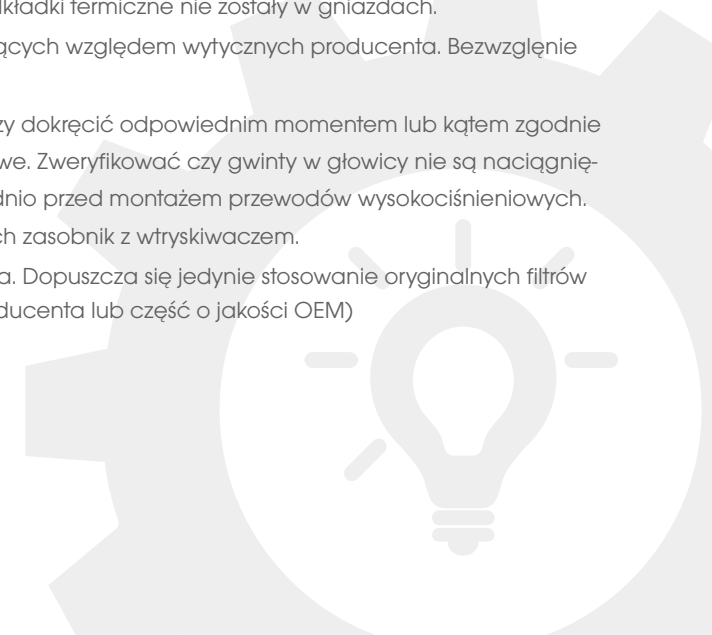 kładki termiczne nie zostały w gniazdach.
ących względem wytycznych producenta. Bezwzglęnie
zy dokręcić odpowiednim momentem lub kątem zgodnie
we. Zweryfikować czy gwinty w głowicy nie są naciągnię-
dnio przed montażem przewodów wysokociśnieniowych.
ch zasobnik z wtryskiwaczem.
a. Dopuszcza się jedynie stosowanie oryginalnych filtrów
ducenta lub część o jakości OEM)